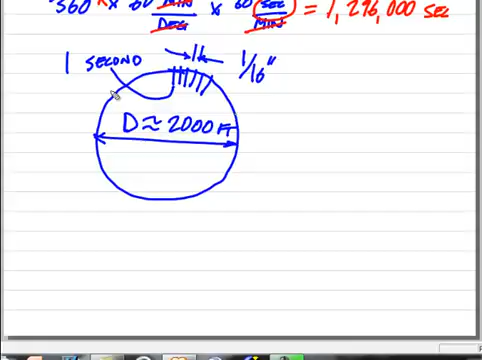 360° x 60 MIN/DEG x 60 SEC/MIN = 1,296,000 SEC
1 SECOND
1/16"
D ≈ 2000 FT